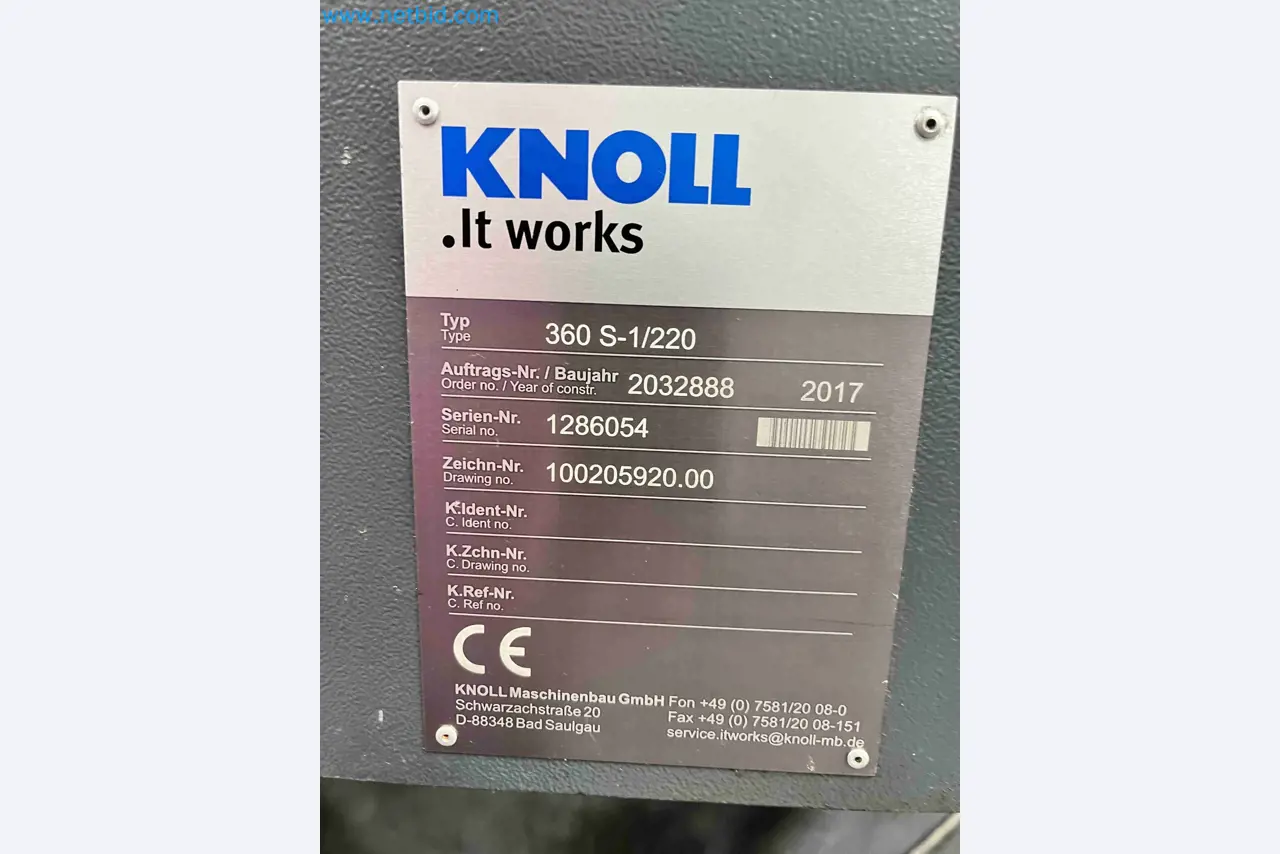 www.netbid.com
KNOLL
.It works
Typ
Type
360 S-1/220
Auftrags-Nr. / Baujahr
Order no. / Year of constr.
2032888 2017
Serien-Nr.
Serial no.
1286054
Zeichn-Nr.
Drawing no.
100205920.00
K.Ident-Nr.
C. Ident no.
K.Zchn-Nr.
C. Drawing no.
K.Ref-Nr.
C. Ref no.
CE
KNOLL Maschinenbau GmbH Fon +49 (0) 7581/20 08-0
Schwarzachstraße 20 Fax +49 (0) 7581/20 08-151
D-88348 Bad Saulgau service.itworks@knoll-mb.de